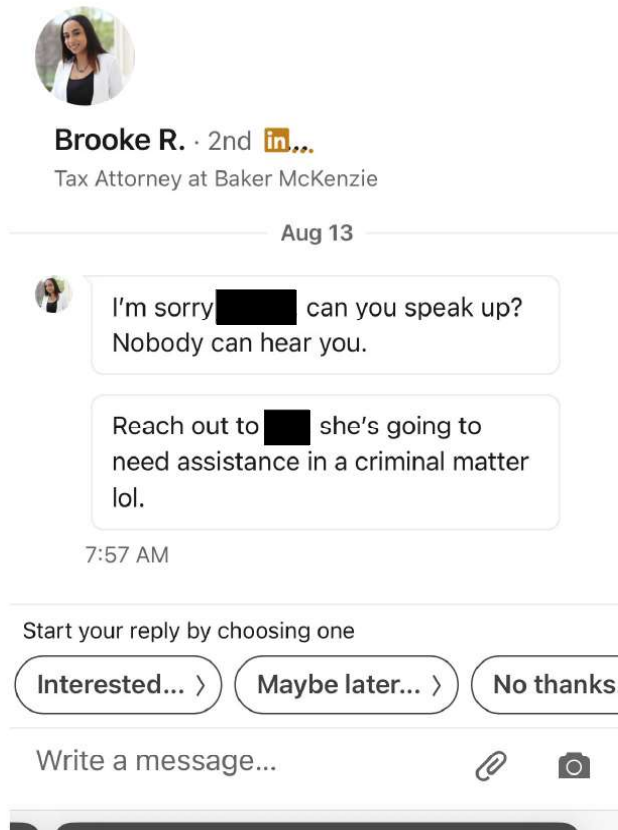 Brooke R. · 2nd in...
Tax Attorney at Baker McKenzie
Aug 13
I'm sorry can you speak up?
Nobody can hear you.
Reach out to she's going to
need assistance in a criminal matter
lol.
7:57 AM
Start your reply by choosing one
Interested... › Maybe later... › No thanks
Write a message...